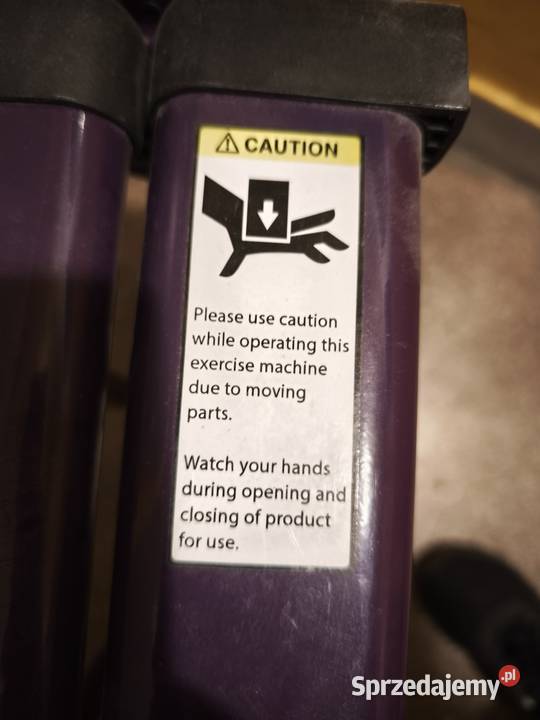 CAUTION
Please use caution
while operating this
exercise machine
due to moving
parts.
Watch your hands
during opening and
closing of product
for use.
Sprzedajemy.pl